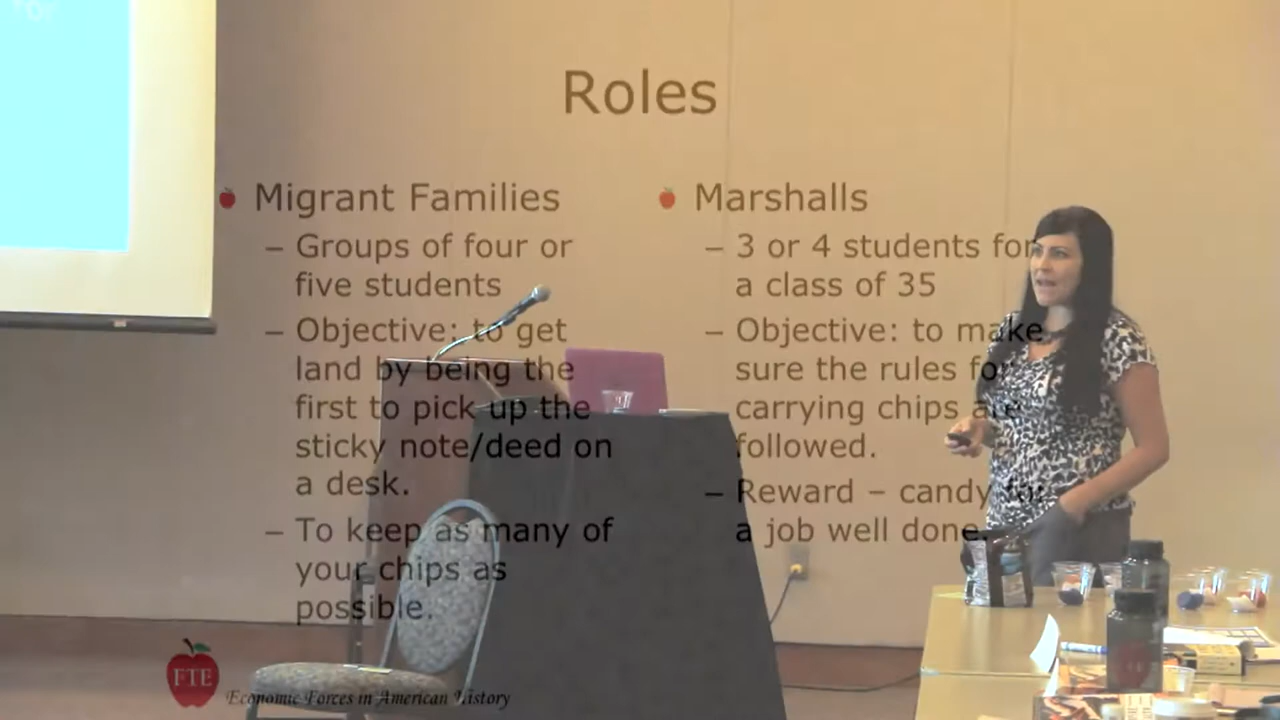 Roles
Migrant Families
– Groups of four or
five students
– Objective: to get
land by being the
first to pick up the
sticky note/deed on
a desk.
– To keep as many of
your chips as
possible.
Marshalls
– 3 or 4 students for
a class of 35
– Objective: to make
sure the rules for
carrying chips are
followed.
– Reward – candy for
a job well done.
FTE
Economic Forces in American History